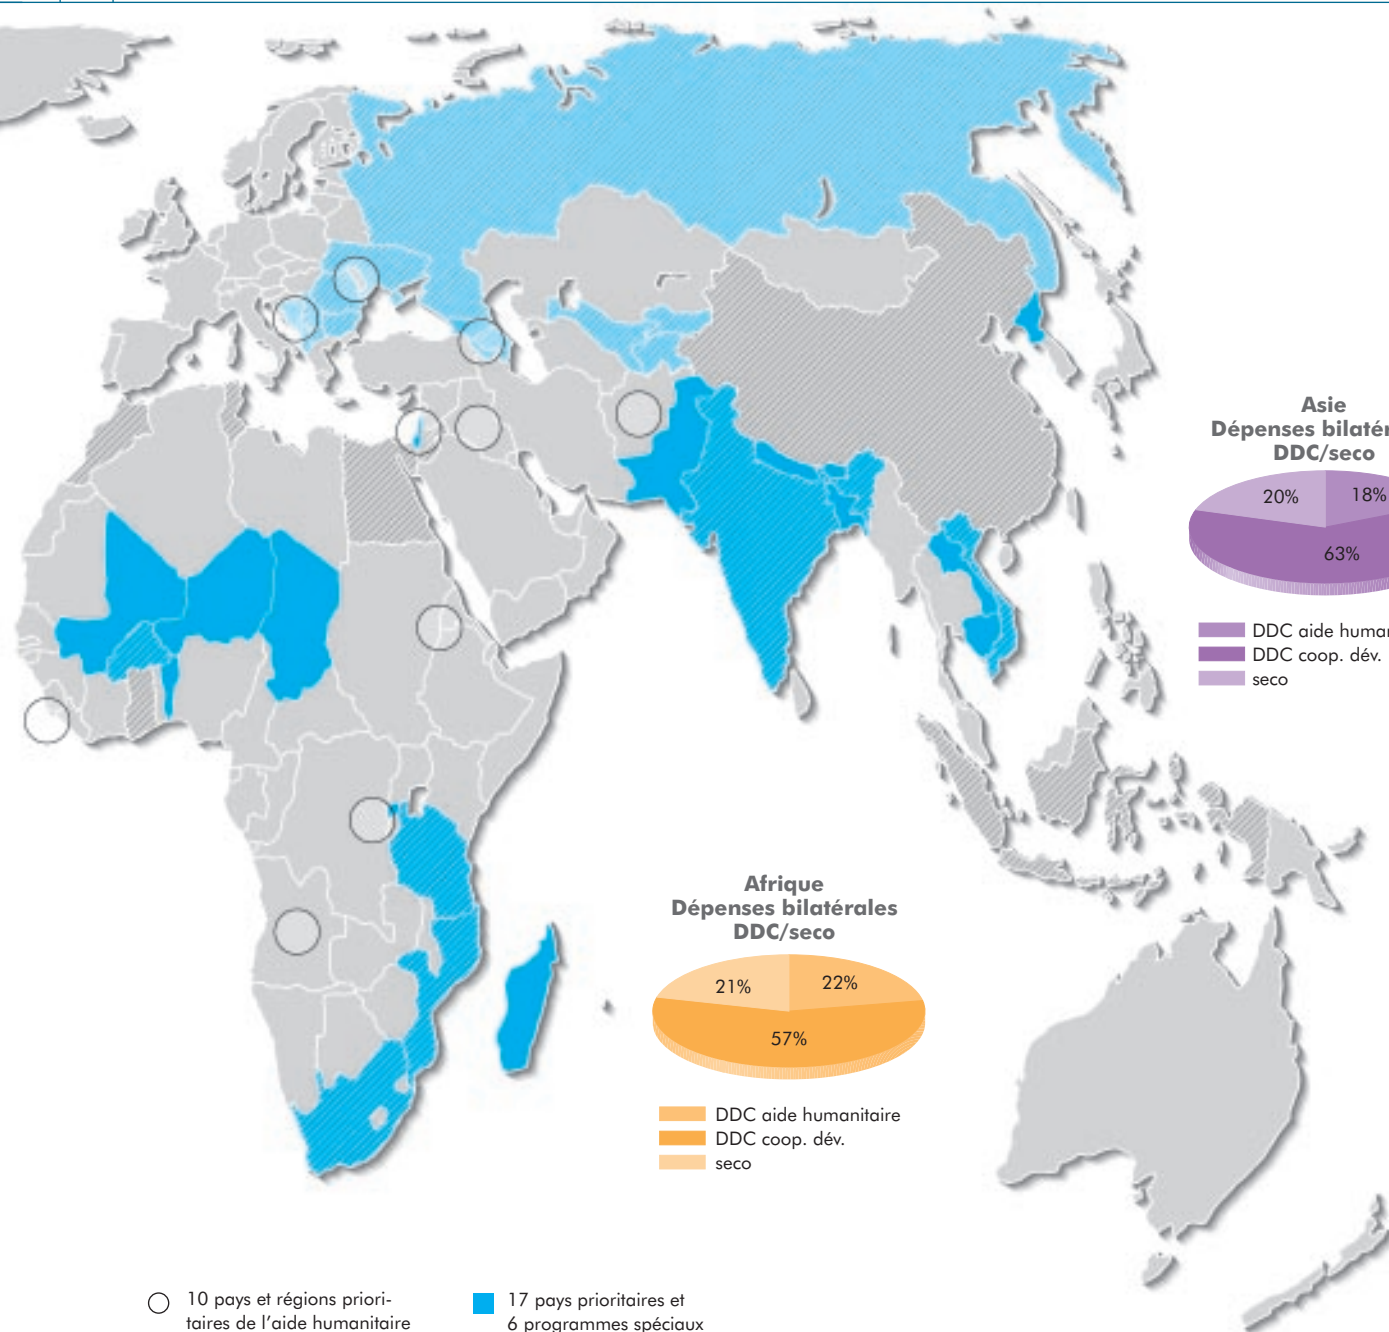 Asie
Dépenses bilatér
DDC/seco
20%
18%
63%
DDC aide humar
DDC coop. dév.
seco
Afrique
Dépenses bilatérales
DDC/seco
21%
22%
57%
DDC aide humanitaire
DDC coop. dév.
seco
10 pays et régions priori-
taires de l’aide humanitaire
17 pays prioritaires et
6 programmes spéciaux